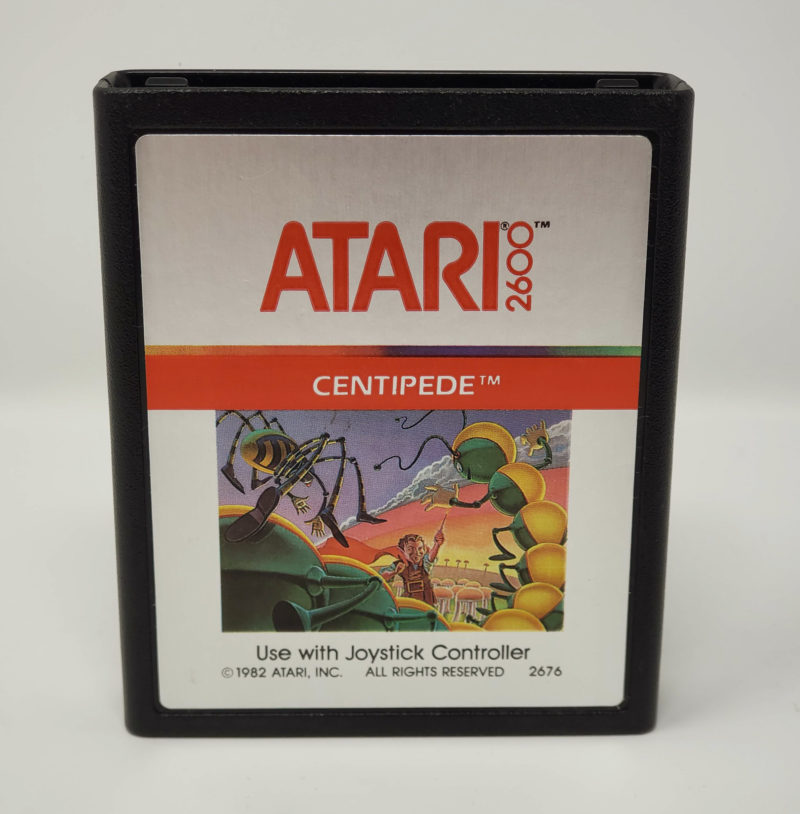 ATARI® 2600™
CENTIPEDE™
Use with Joystick Controller
©1982 ATARI, INC. ALL RIGHTS RESERVED 2676